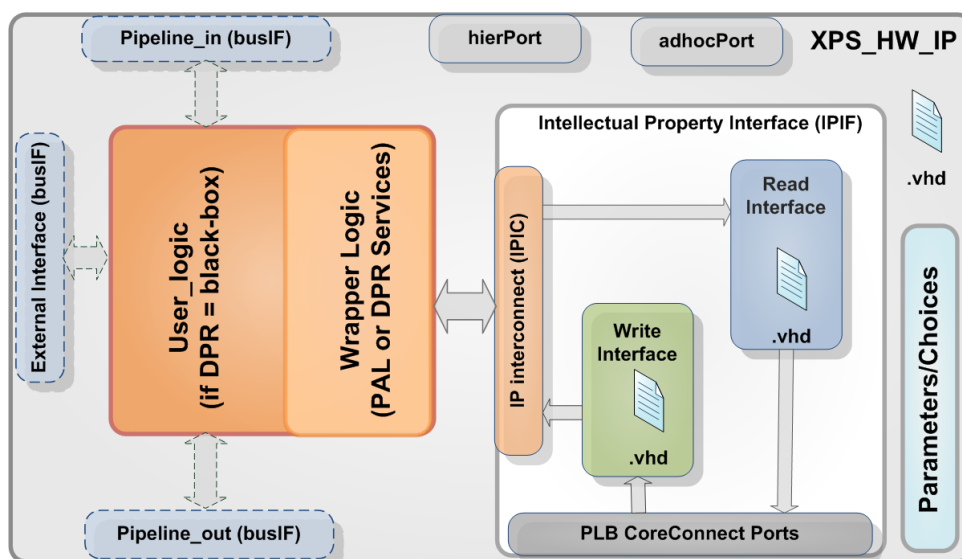 Pipeline_in (busIF)
hierPort
adhocPort
XPS_HW_IP
.vhd
External Interface (busIF)
User_logic
(if DPR = black-box)
Wrapper Logic
(PAL or DPR Services)
Intellectual Property Interface (IPIF)
IP interconnect (IPIC)
Read
Interface
.vhd
Write
Interface
.vhd
Parameters/Choices
Pipeline_out (busIF)
PLB CoreConnect Ports